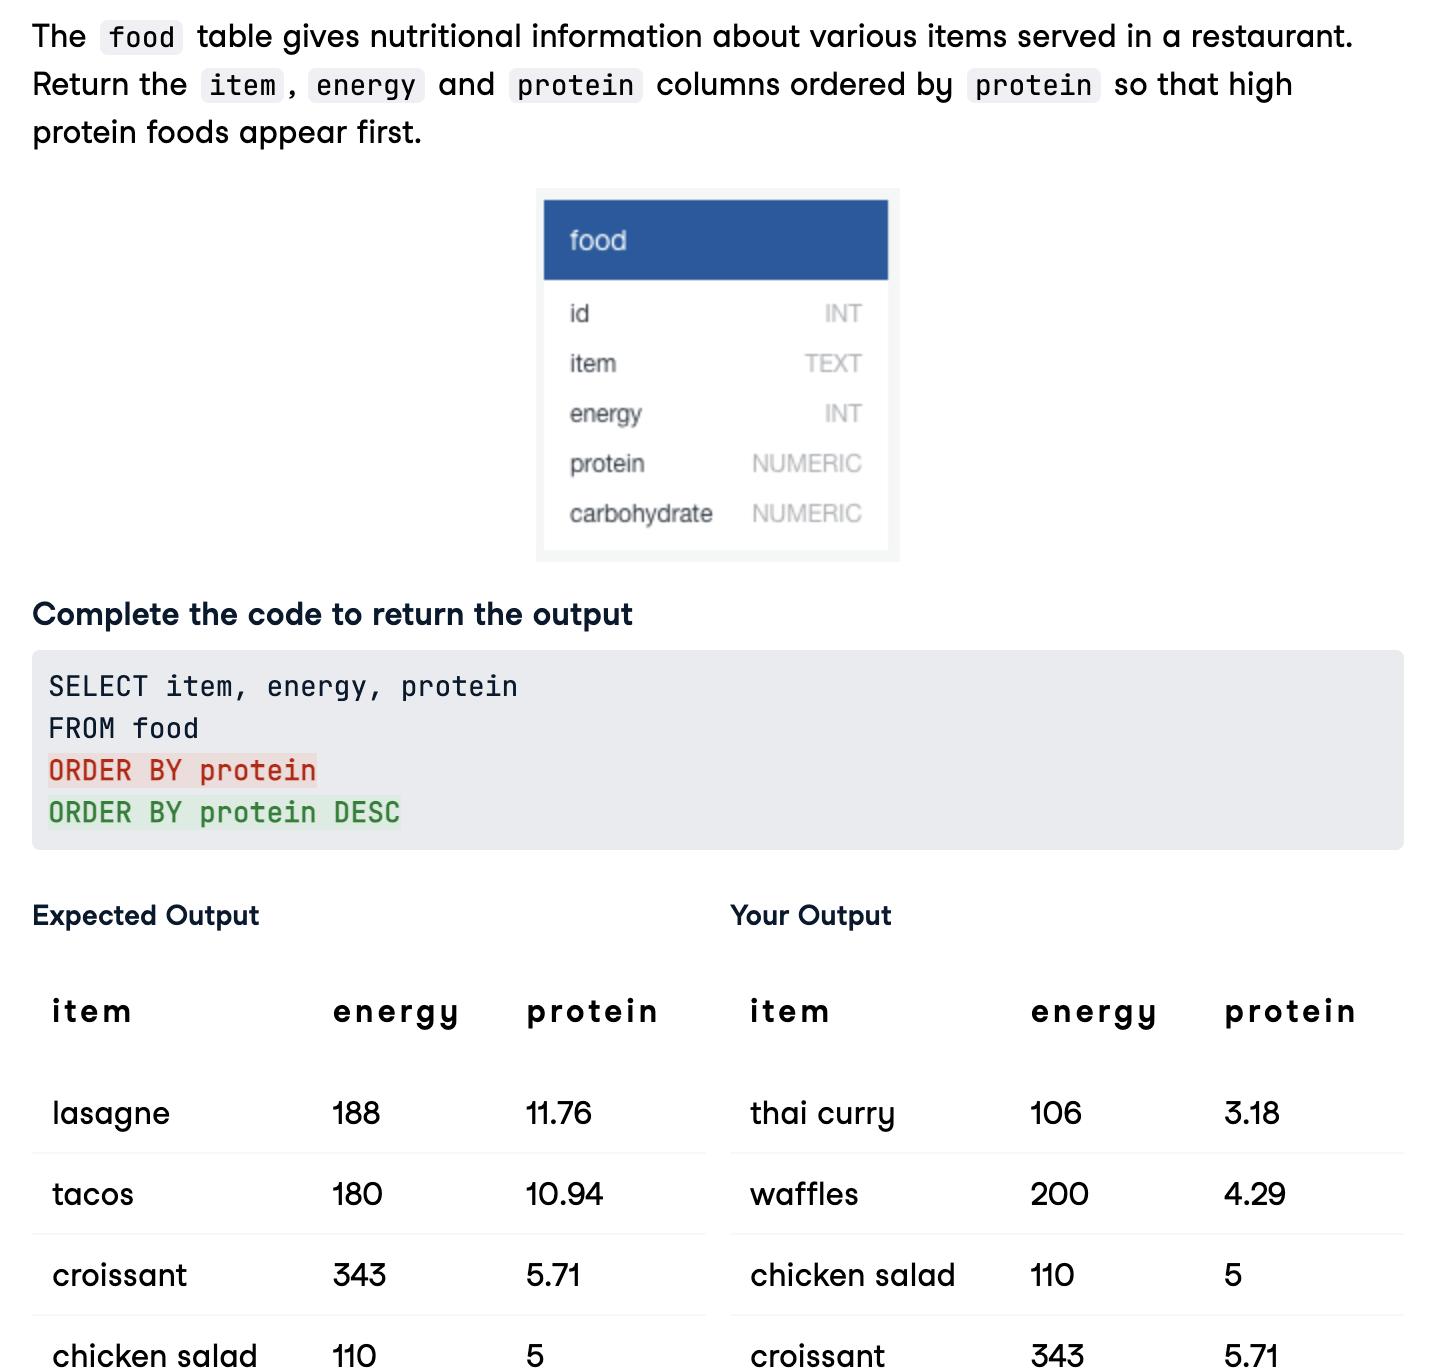 The food table gives nutritional information about various items served in a restaurant.
Return the item, energy and protein columns ordered by protein so that high
protein foods appear first.
food
id INT
item TEXT
energy INT
protein NUMERIC
carbohydrate NUMERIC
Complete the code to return the output
SELECT item, energy, protein
FROM food
ORDER BY protein
ORDER BY protein DESC
Expected Output
item energy protein
lasagne 188 11.76
tacos 180 10.94
croissant 343 5.71
chicken salad 110 5
Your Output
item energy protein
thai curry 106 3.18
waffles 200 4.29
chicken salad 110 5
croissant 343 5.71